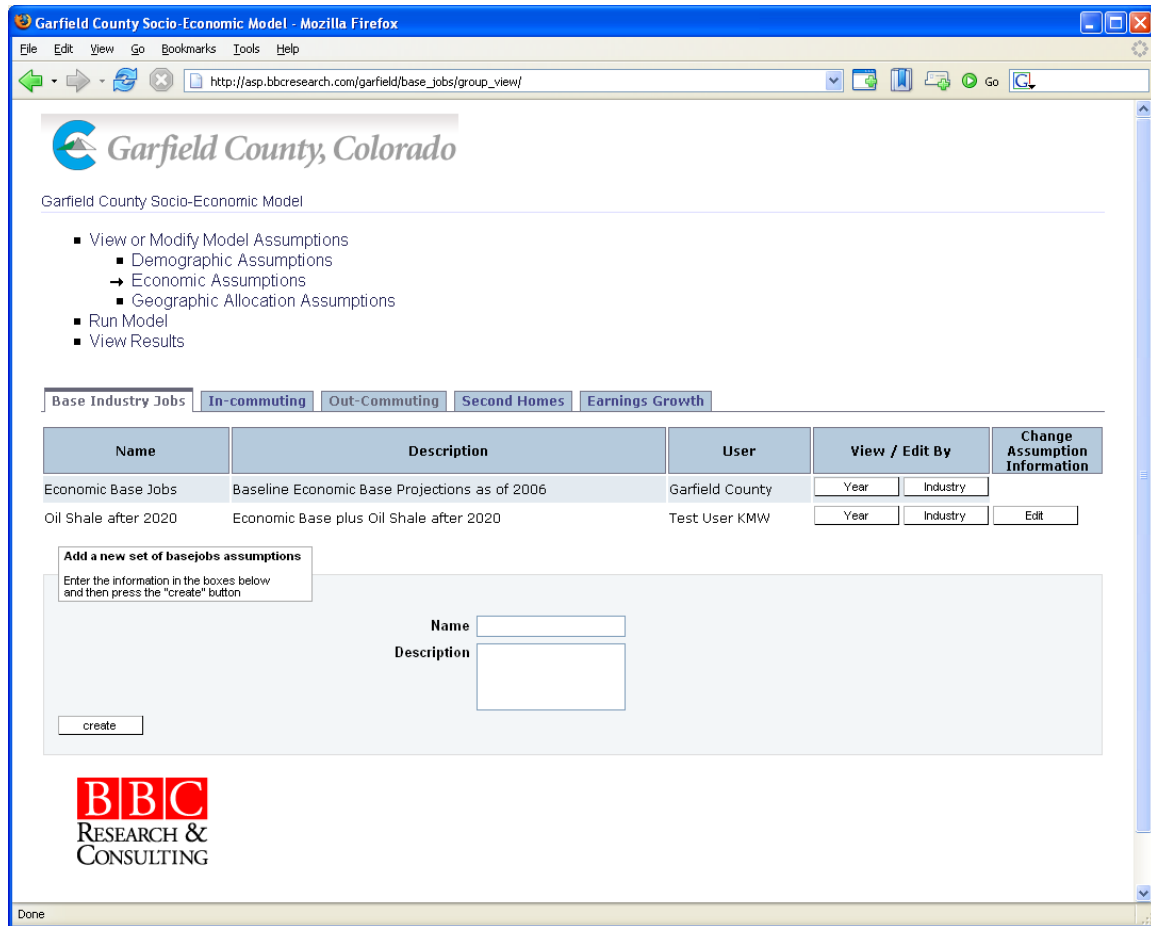 Garfield County Socio-Economic Model - Mozilla Firefox
File Edit View Go Bookmarks Tools Help
http://asp.bbcresearch.com/garfield/base_jobs/group_view/ Go G
Garfield County, Colorado
Garfield County Socio-Economic Model
View or Modify Model Assumptions
Demographic Assumptions
Economic Assumptions
Geographic Allocation Assumptions
Run Model
View Results
Base Industry Jobs In-commuting Out-Commuting Second Homes Earnings Growth
Name Description User View / Edit By Change Assumption Information
Economic Base Jobs Baseline Economic Base Projections as of 2006 Garfield County Year Industry
Oil Shale after 2020 Economic Base plus Oil Shale after 2020 Test User KMW Year Industry Edit
Add a new set of basejobs assumptions
Enter the information in the boxes below
and then press the "create" button
Name
Description
create
BBC
RESEARCH &
CONSULTING
Done